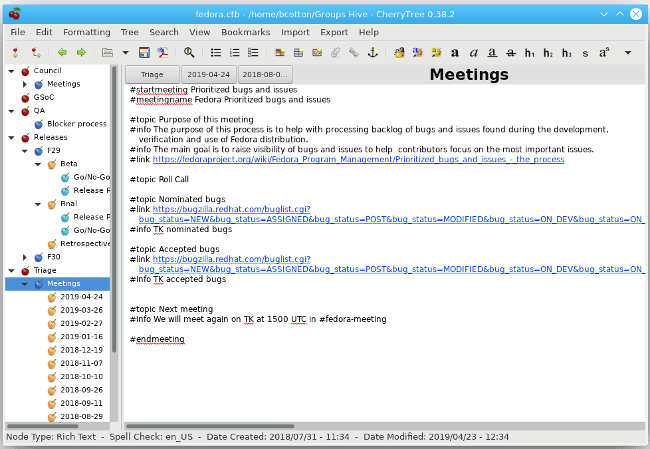 fedora.ctb - /home/bcotton/Groups Hive - CherryTree 0.38.2
File Edit Formatting Tree Search View Bookmarks Import Export Help
a a a a h1 h2 h3 s as
Council
Meetings
GSoC
QA
Blocker process
Releases
F29
Beta
Go/No-Go
Release R
Final
Release R
Go/No-Go
Retrospective
F30
Triage
Meetings
2019-04-24
2019-03-26
2019-02-27
2019-01-16
2018-12-19
2018-11-07
2018-10-10
2018-09-26
2018-09-11
2018-08-29
Triage 2019-04-24 2018-08-0... Meetings
#startmeeting Prioritized bugs and issues
#meetingname Fedora Prioritized bugs and issues
#topic Purpose of this meeting
#info The purpose of this process is to help with processing backlog of bugs and issues found during the development,
verification and use of Fedora distribution.
#info The main goal is to raise visibility of bugs and issues to help  contributors focus on the most important issues.
#link https://fedoraproject.org/wiki/Fedora_Program_Management/Prioritized_bugs_and_issues_-_the_process
#topic Roll Call
#topic Nominated bugs
#link https://bugzilla.redhat.com/buglist.cgi?
bug_status=NEW&bug_status=ASSIGNED&bug_status=POST&bug_status=MODIFIED&bug_status=ON_DEV&bug_status=ON_
#info TK nominated bugs
#topic Accepted bugs
#link https://bugzilla.redhat.com/buglist.cgi?
bug_status=NEW&bug_status=ASSIGNED&bug_status=POST&bug_status=MODIFIED&bug_status=ON_DEV&bug_status=ON_
#info TK accepted bugs
#topic Next meeting
#info We will meet again on TK at 1500 UTC in #fedora-meeting
#endmeeting
Node Type: Rich Text - Spell Check: en_US - Date Created: 2018/07/31 - 11:34 - Date Modified: 2019/04/23 - 12:34